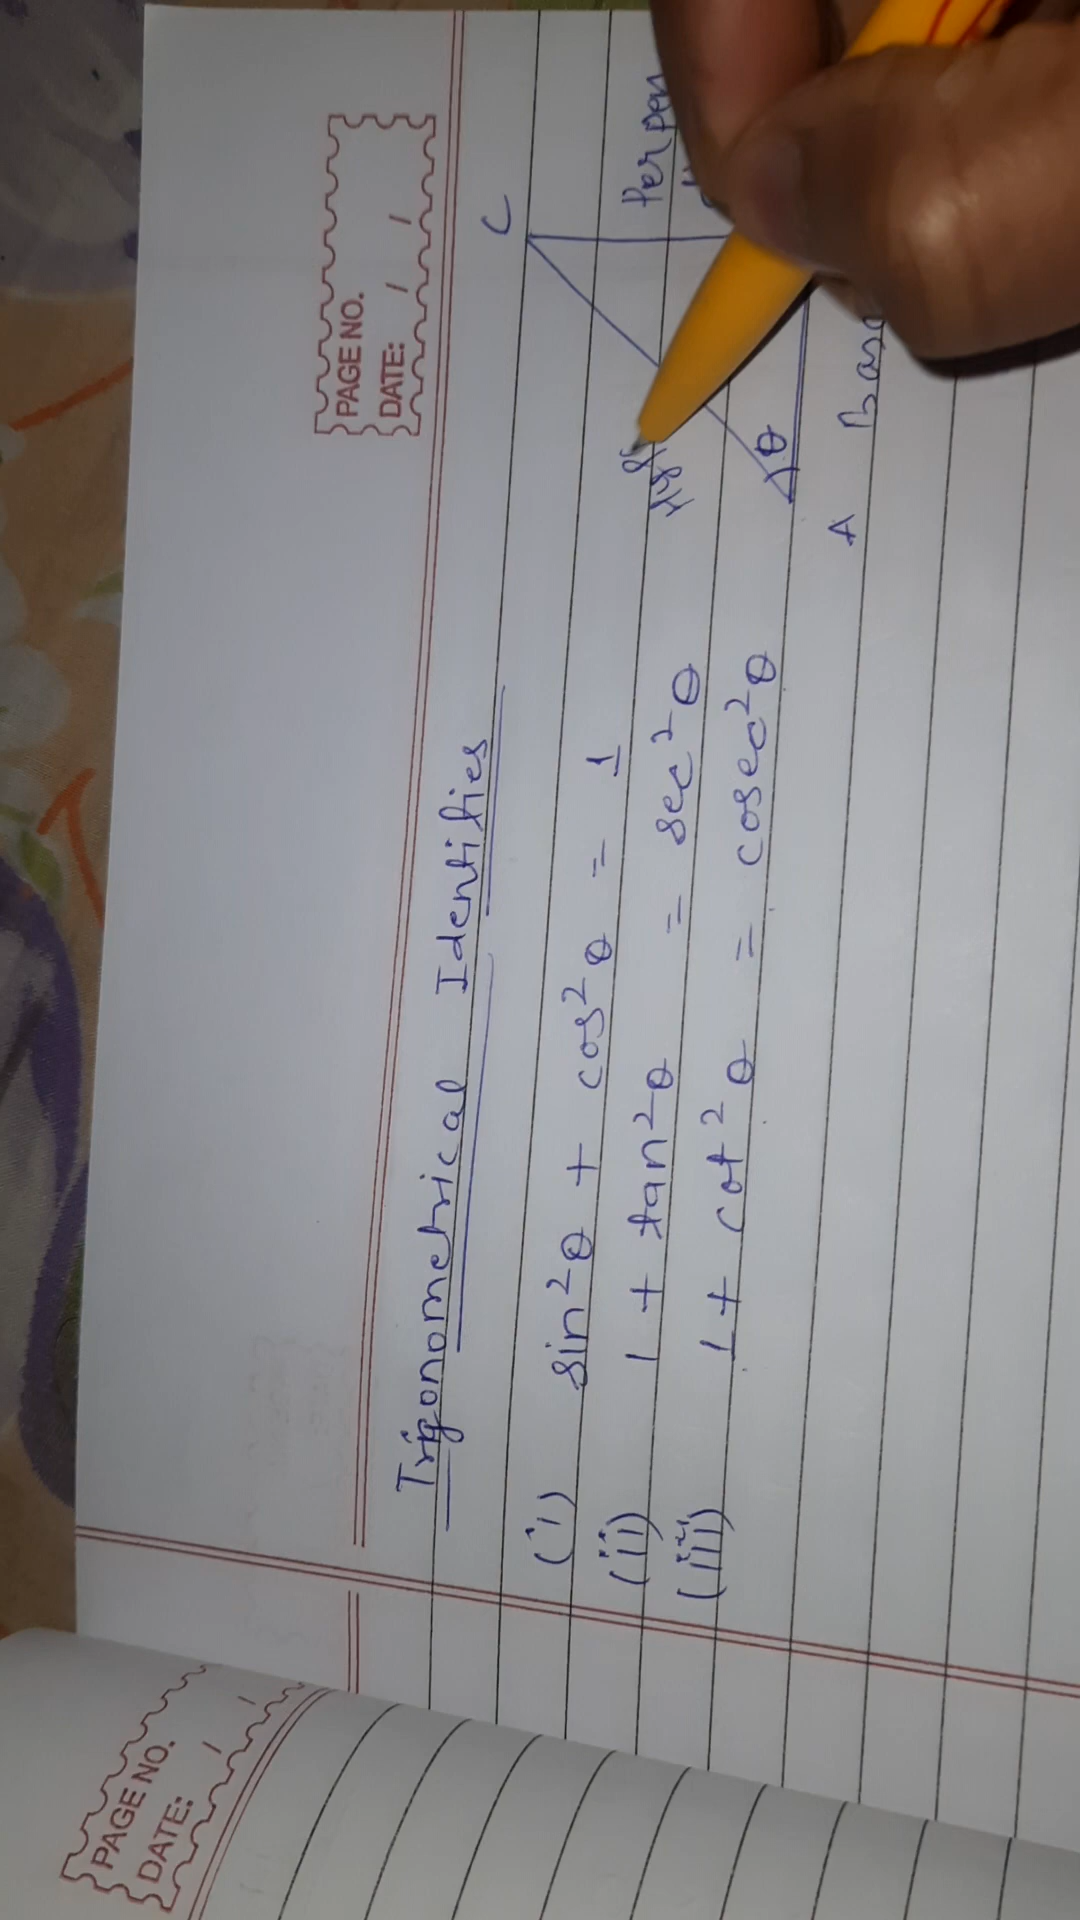 PAGE NO.
DATE: / /
Trigonometrical Identities
(i) sin²θ + cos²θ = 1
(ii) 1 + tan²θ = sec²θ
(iii) 1 + cot²θ = cosec²θ
C
Perpen
θ
A
PAGE NO.
DATE: / /